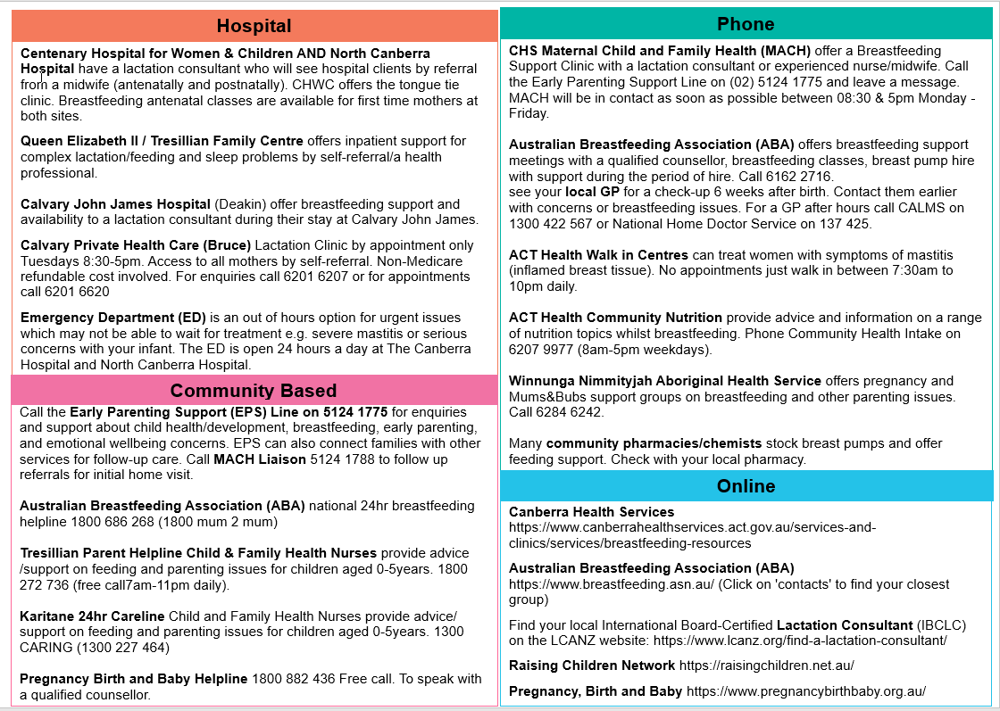 Hospital
Centenary Hospital for Women & Children AND North Canberra
Hospital have a lactation consultant who will see hospital clients by referral
from a midwife (antenatally and postnatally). CHWC offers the tongue tie
clinic. Breastfeeding antenatal classes are available for first time mothers at
both sites.
Queen Elizabeth II / Tresillian Family Centre offers inpatient support for
complex lactation/feeding and sleep problems by self-referral/a health
professional.
Calvary John James Hospital (Deakin) offer breastfeeding support and
availability to a lactation consultant during their stay at Calvary John James.
Calvary Private Health Care (Bruce) Lactation Clinic by appointment only
Tuesdays 8:30-5pm. Access to all mothers by self-referral. Non-Medicare
refundable cost involved. For enquiries call 6201 6207 or for appointments
call 6201 6620
Emergency Department (ED) is an out of hours option for urgent issues
which may not be able to wait for treatment e.g. severe mastitis or serious
concerns with your infant. The ED is open 24 hours a day at The Canberra
Hospital and North Canberra Hospital.
Community Based
Call the Early Parenting Support (EPS) Line on 5124 1775 for enquiries
and support about child health/development, breastfeeding, early parenting,
and emotional wellbeing concerns. EPS can also connect families with other
services for follow-up care. Call MACH Liaison 5124 1788 to follow up
referrals for initial home visit.
Australian Breastfeeding Association (ABA) national 24hr breastfeeding
helpline 1800 686 268 (1800 mum 2 mum)
Tresillian Parent Helpline Child & Family Health Nurses provide advice
/support on feeding and parenting issues for children aged 0-5years. 1800
272 736 (free call7am-11pm daily).
Karitane 24hr Careline Child and Family Health Nurses provide advice/
support on feeding and parenting issues for children aged 0-5years. 1300
CARING (1300 227 464)
Pregnancy Birth and Baby Helpline 1800 882 436 Free call. To speak with
a qualified counsellor.
Phone
CHS Maternal Child and Family Health (MACH) offer a Breastfeeding
Support Clinic with a lactation consultant or experienced nurse/midwife. Call
the Early Parenting Support Line on (02) 5124 1775 and leave a message.
MACH will be in contact as soon as possible between 08:30 & 5pm Monday -
Friday.
Australian Breastfeeding Association (ABA) offers breastfeeding support
meetings with a qualified counsellor, breastfeeding classes, breast pump hire
with support during the period of hire. Call 6162 2716.
see your local GP for a check-up 6 weeks after birth. Contact them earlier
with concerns or breastfeeding issues. For a GP after hours call CALMS on
1300 422 567 or National Home Doctor Service on 137 425.
ACT Health Walk in Centres can treat women with symptoms of mastitis
(inflamed breast tissue). No appointments just walk in between 7:30am to
10pm daily.
ACT Health Community Nutrition provide advice and information on a range
of nutrition topics whilst breastfeeding. Phone Community Health Intake on
6207 9977 (8am-5pm weekdays).
Winnunga Nimmityjah Aboriginal Health Service offers pregnancy and
Mums&Bubs support groups on breastfeeding and other parenting issues.
Call 6284 6242.
Many community pharmacies/chemists stock breast pumps and offer
feeding support. Check with your local pharmacy.
Online
Canberra Health Services
https://www.canberrahealthservices.act.gov.au/services-and-
clinics/services/breastfeeding-resources
Australian Breastfeeding Association (ABA)
https://www.breastfeeding.asn.au/ (Click on 'contacts' to find your closest
group)
Find your local International Board-Certified Lactation Consultant (IBCLC)
on the LCANZ website: https://www.lcanz.org/find-a-lactation-consultant/
Raising Children Network https://raisingchildren.net.au/
Pregnancy, Birth and Baby https://www.pregnancybirthbaby.org.au/